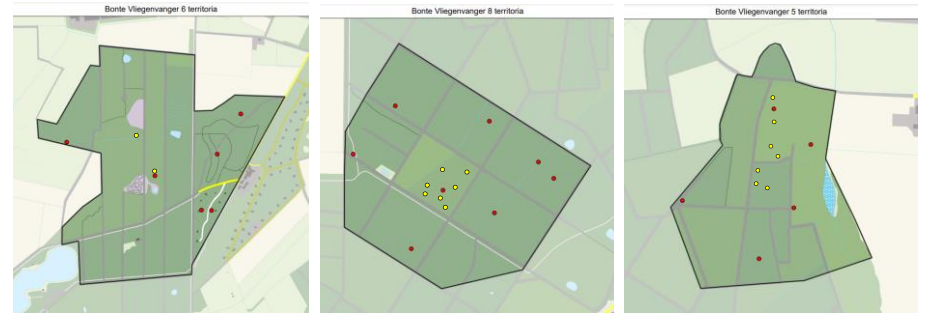 Bonte Vliegenvanger 6 territoria
Bonte Vliegenvanger 8 territoria
Bonte Vliegenvanger 5 territoria